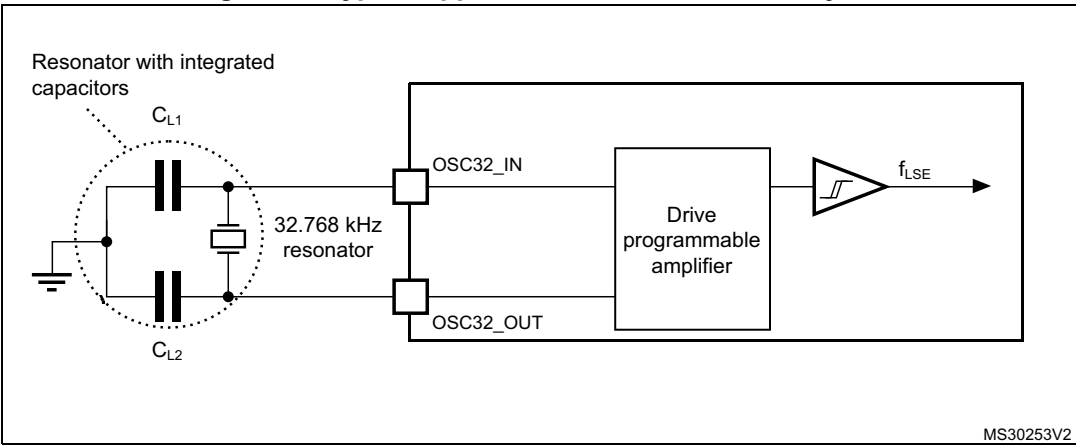 Resonator with integrated
capacitors
CL1
OSC32_IN
fLSE
32.768 kHz
resonator
Drive
programmable
amplifier
OSC32_OUT
CL2
MS30253V2